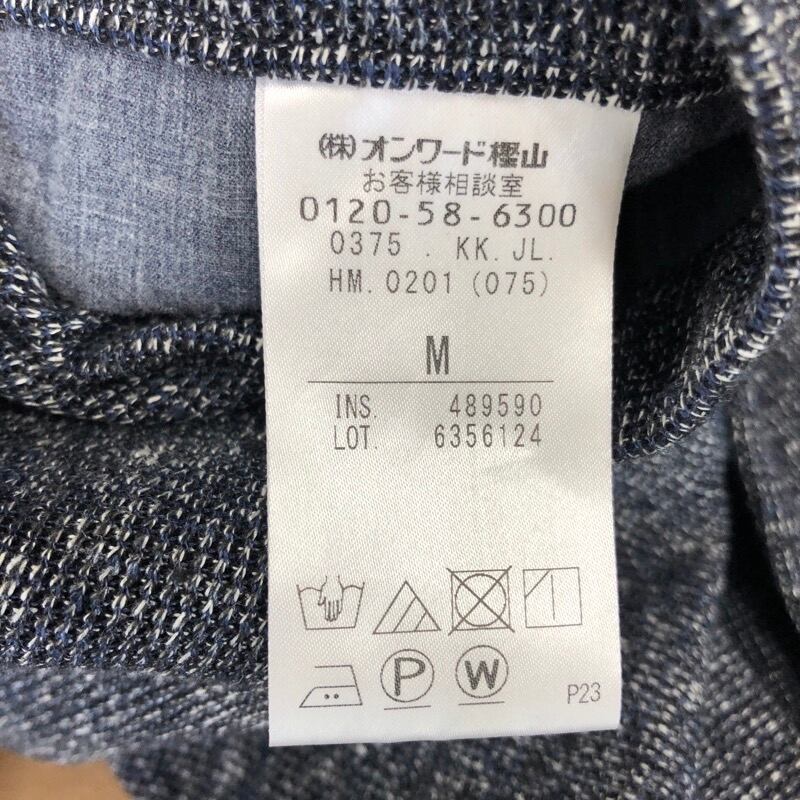 (株)オンワード樫山
お客様相談室
0120-58-6300
0375 . KK.JL.
HM.0201(075)
M
INS. 489590
LOT. 6356124
P
W
P23